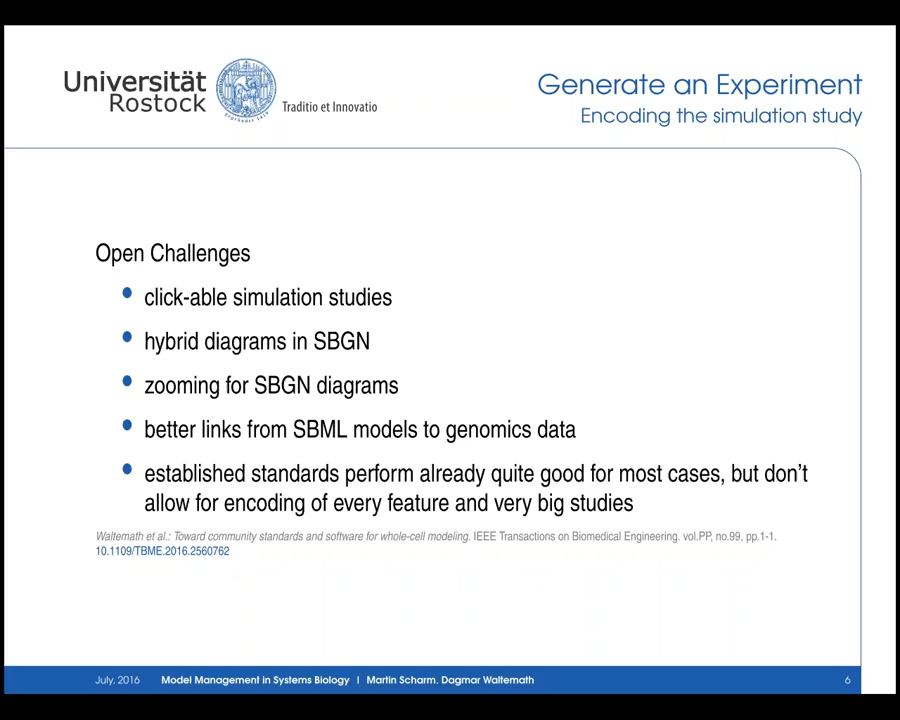 Universität
Rostock
Traditio et Innovatio
Generate an Experiment
Encoding the simulation study
Open Challenges
click-able simulation studies
hybrid diagrams in SBGN
zooming for SBGN diagrams
better links from SBML models to genomics data
established standards perform already quite good for most cases, but don't
allow for encoding of every feature and very big studies
Waltemath et al.: Toward community standards and software for whole-cell modeling. IEEE Transactions on Biomedical Engineering. vol.PP, no.99, pp.1-1.
10.1109/TBME.2016.2560762
July, 2016 Model Management in Systems Biology | Martin Scharm, Dagmar Waltemath 6